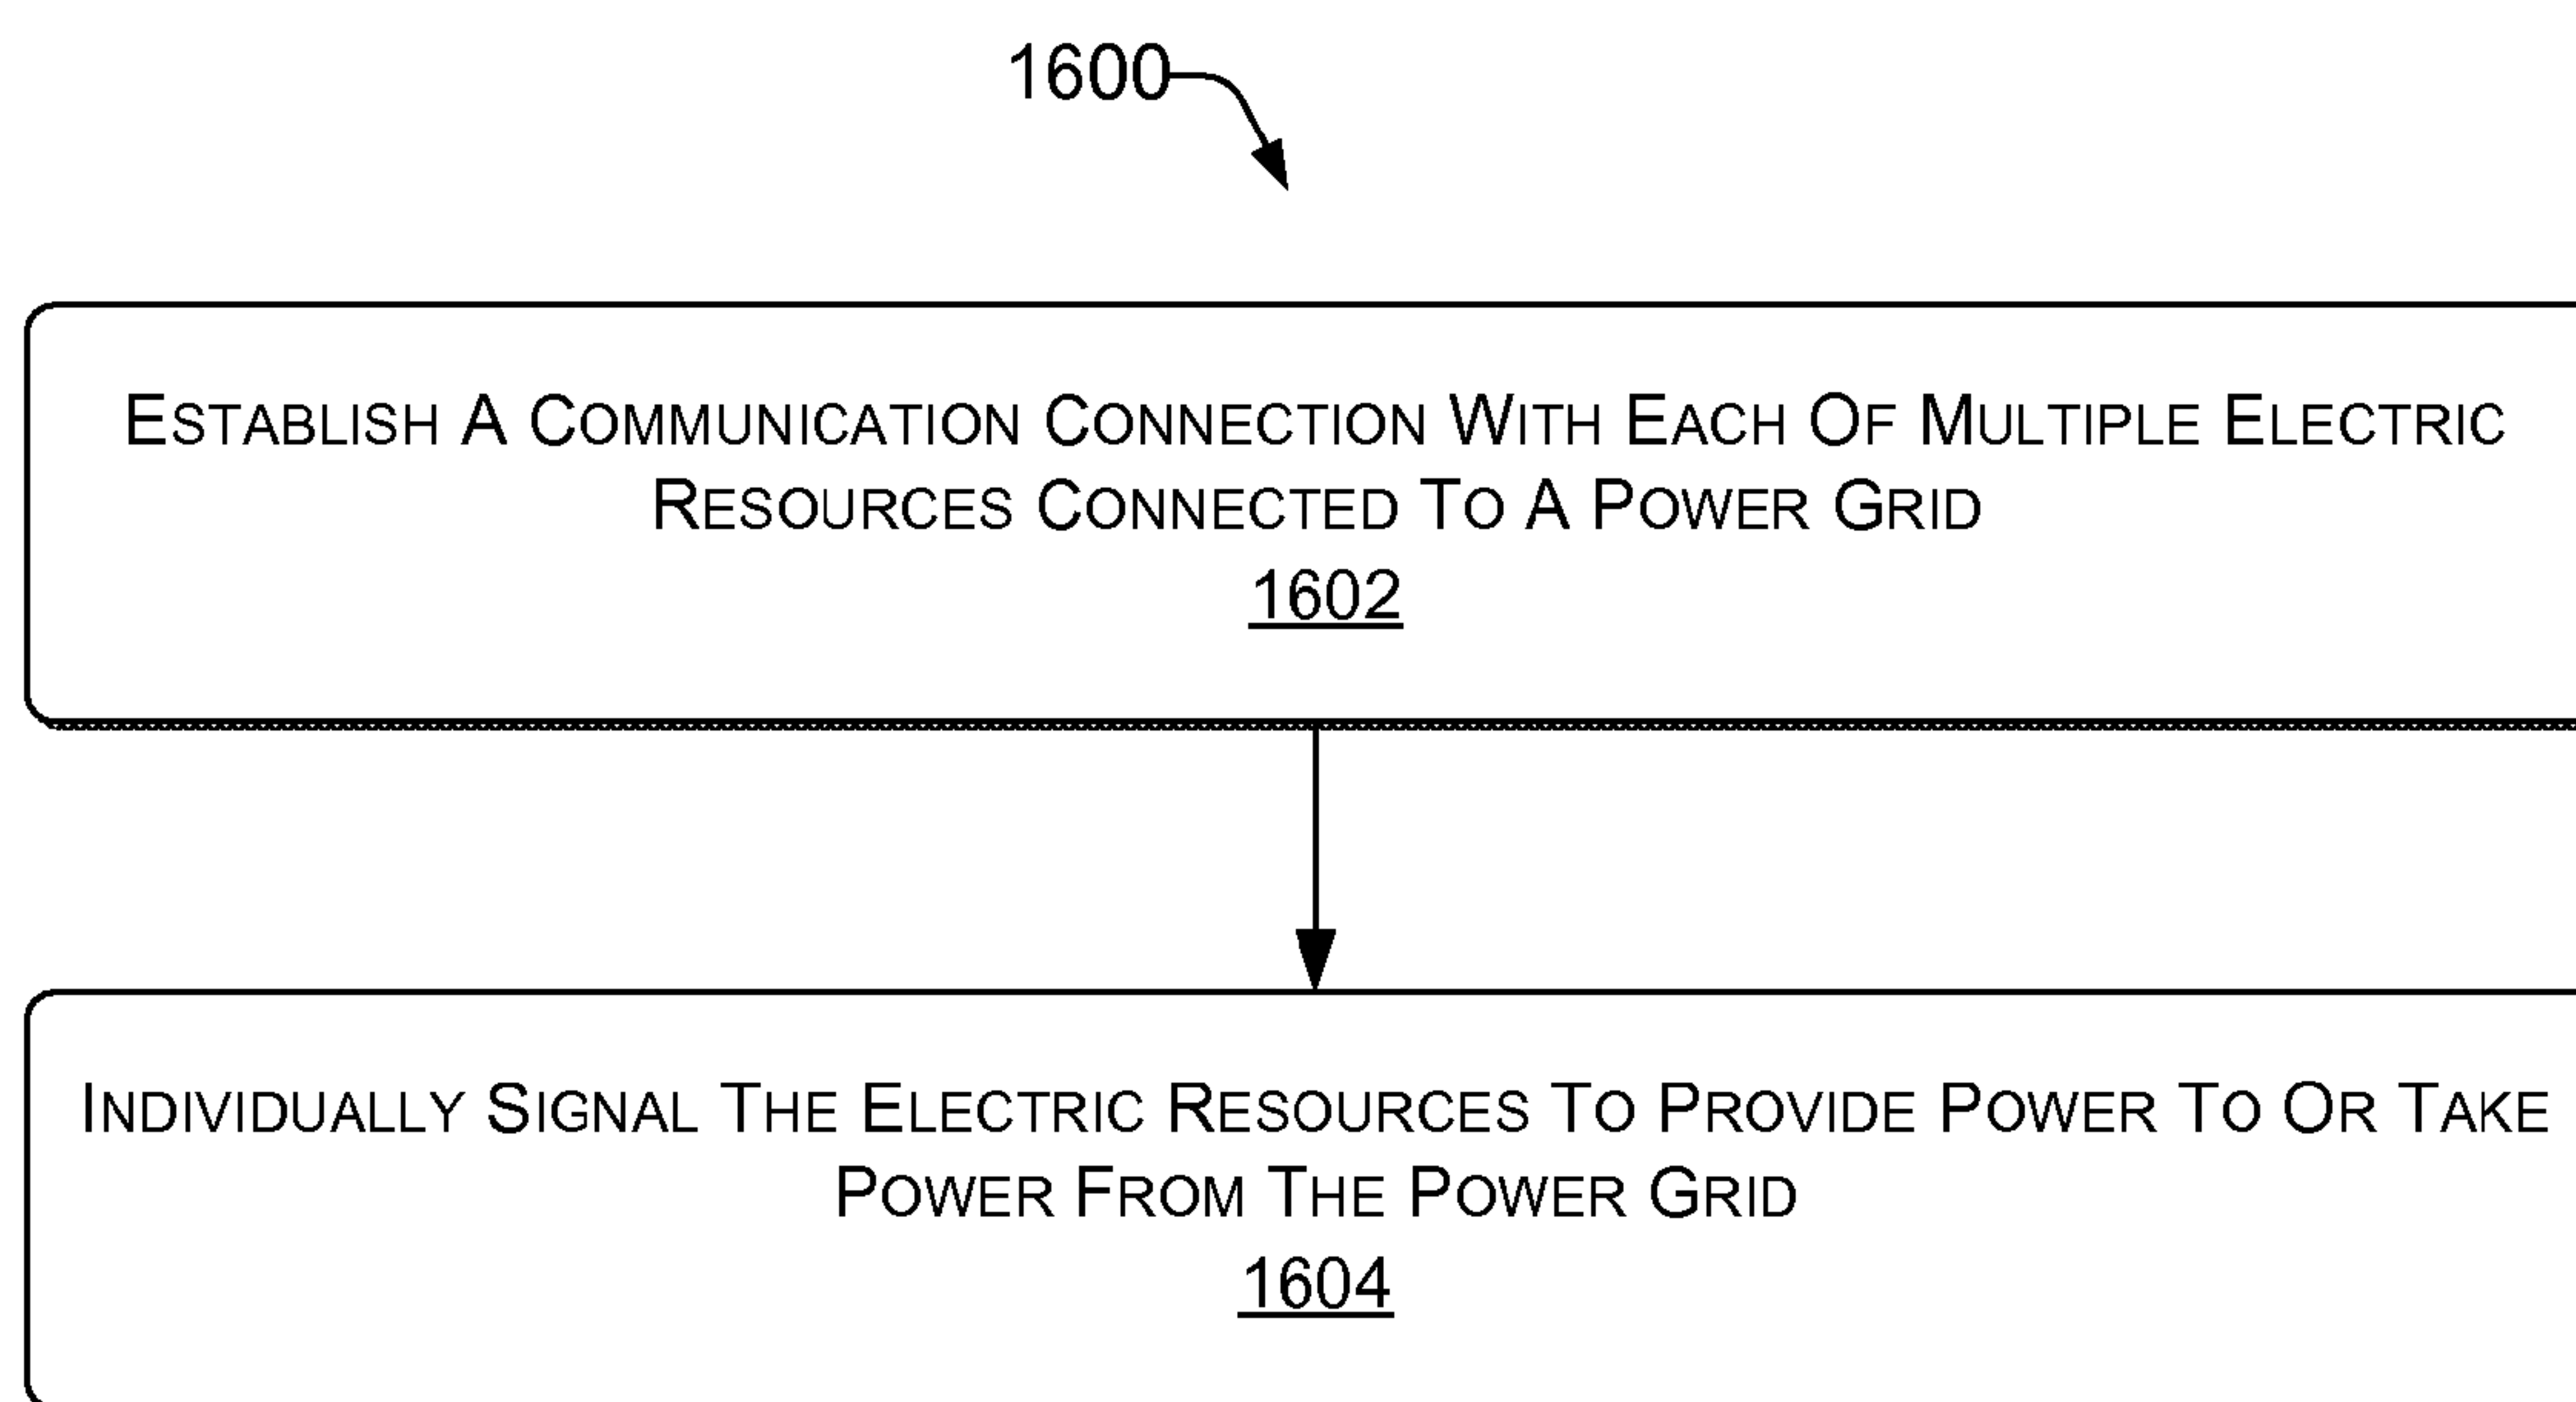 1600
ESTABLISH A COMMUNICATION CONNECTION WITH EACH OF MULTIPLE ELECTRIC
RESOURCES CONNECTED TO A POWER GRID
1602
INDIVIDUALLY SIGNAL THE ELECTRIC RESOURCES TO PROVIDE POWER TO OR TAKE
POWER FROM THE POWER GRID
1604